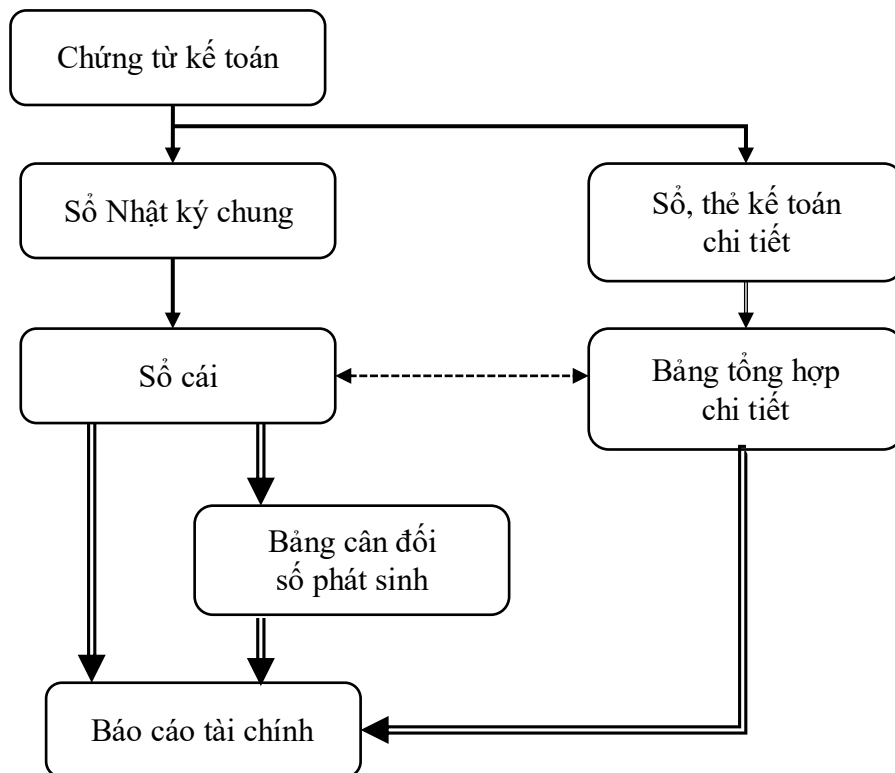 Chứng từ kế toán
Sổ Nhật ký chung
Sổ, thẻ kế toán
chi tiết
Sổ cái
Bảng tổng hợp
chi tiết
Bảng cân đối
số phát sinh
Báo cáo tài chính